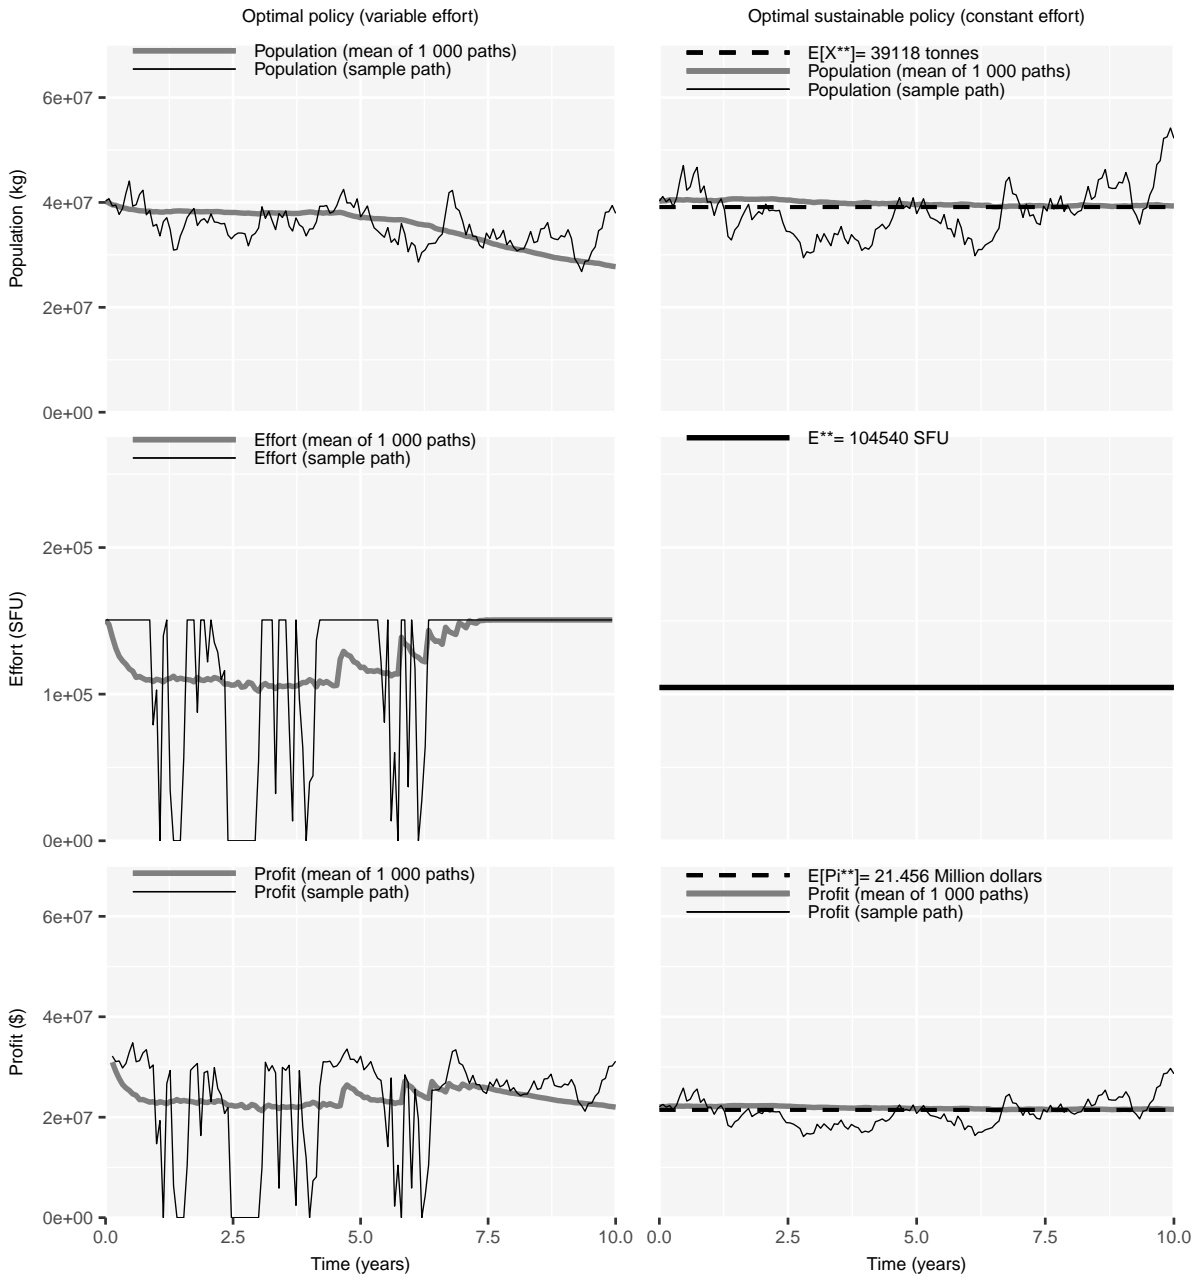 Optimal policy (variable effort)
Optimal sustainable policy (constant effort)
Population (mean of 1 000 paths)
Population (sample path)
E[X**]= 39118 tonnes
Population (mean of 1 000 paths)
Population (sample path)
6e+07
4e+07
2e+07
0e+00
Population (kg)
Effort (mean of 1 000 paths)
Effort (sample path)
E**= 104540 SFU
2e+05
1e+05
0e+00
Effort (SFU)
Profit (mean of 1 000 paths)
Profit (sample path)
E[Pi**]= 21.456 Million dollars
Profit (mean of 1 000 paths)
Profit (sample path)
6e+07
4e+07
2e+07
0e+00
Profit ($)
0.0 2.5 5.0 7.5 10.0
0.0 2.5 5.0 7.5 10.0
Time (years)
Time (years)